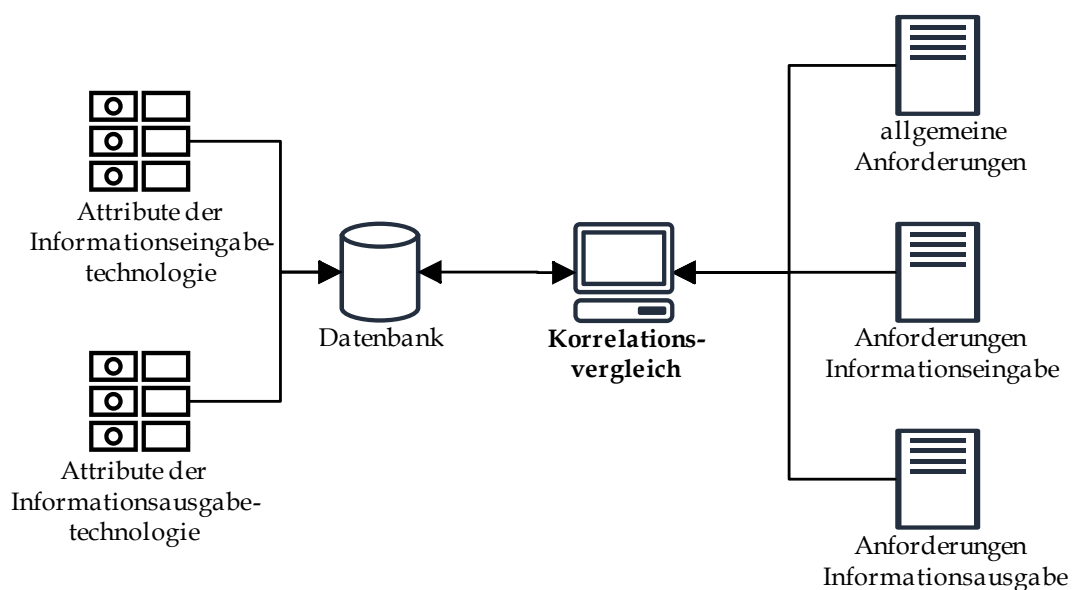 Attribute der
Informationseingabe-
technologie
Attribute der
Informationsausgabe-
technologie
Datenbank
Korrelations-
vergleich
allgemeine
Anforderungen
Anforderungen
Informationseingabe
Anforderungen
Informationsausgabe